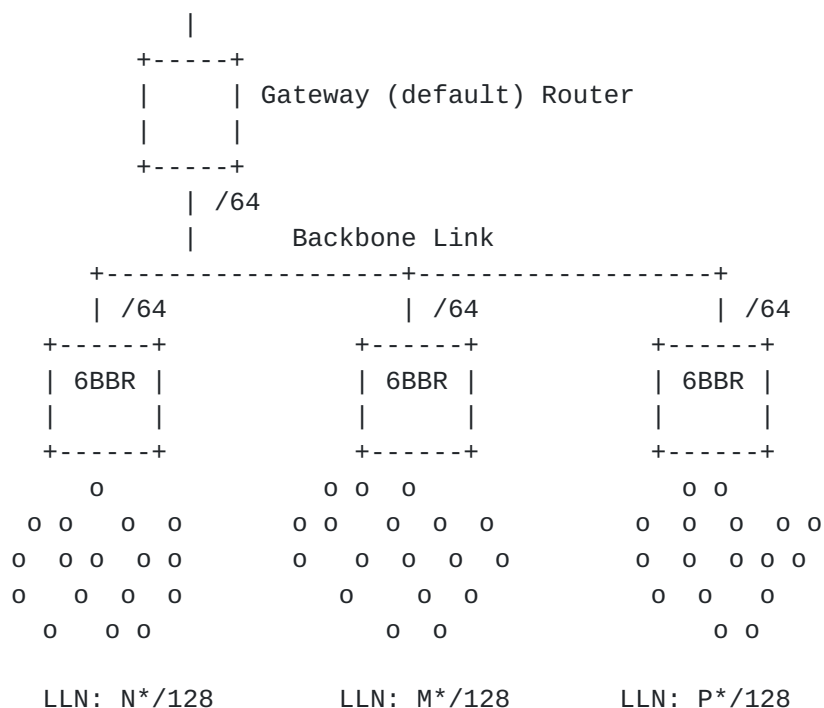 Gateway (default) Router
/64
Backbone Link
/64 /64 /64
6BBR 6BBR 6BBR
o o o o o o
o o o o o o o o o o o o o o
o o o o o o o o o o o o o o o
o o o o o o o o o o
o o o o o o o
LLN: N*/128 LLN: M*/128 LLN: P*/128